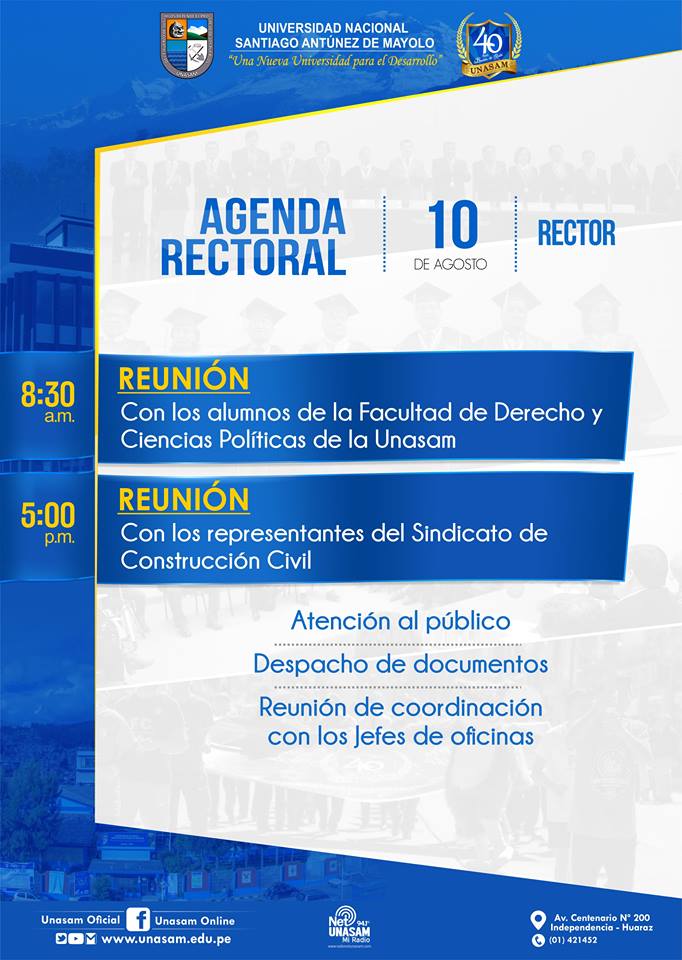 UNIVERSIDAD NACIONAL
SANTIAGO ANTÚNEZ DE MAYOLO
"Una Nueva Universidad para el Desarrollo"
UNASAM
40
UNASAM
AGENDA
RECTORAL
10
DE AGOSTO
RECTOR
8:30
a.m.
REUNIÓN
Con los alumnos de la Facultad de Derecho y
Ciencias Políticas de la Unasam
5:00
p.m.
REUNIÓN
Con los representantes del Sindicato de
Construcción Civil
Atención al público
Despacho de documentos
Reunión de coordinación
con los Jefes de oficinas
Unasam Oficial
Unasam Online
www.unasam.edu.pe
Net 94.1
UNASAM
Mi Radio
Av. Centenario N° 200
Independencia - Huaraz
(01) 421452